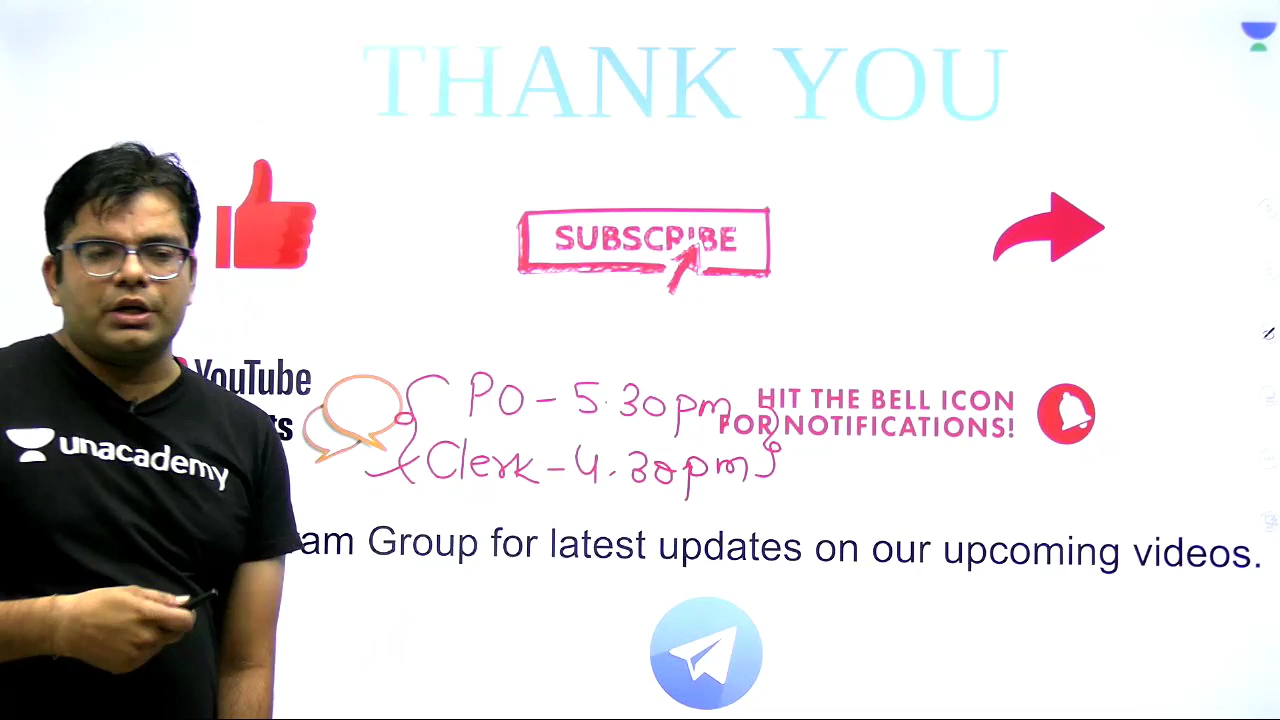 THANK YOU
SUBSCRIBE
YouTube
PO - 5.30pm
HIT THE BELL ICON
FOR NOTIFICATIONS!
Clerk - 4.30pm
unacademy
am Group for latest updates on our upcoming videos.